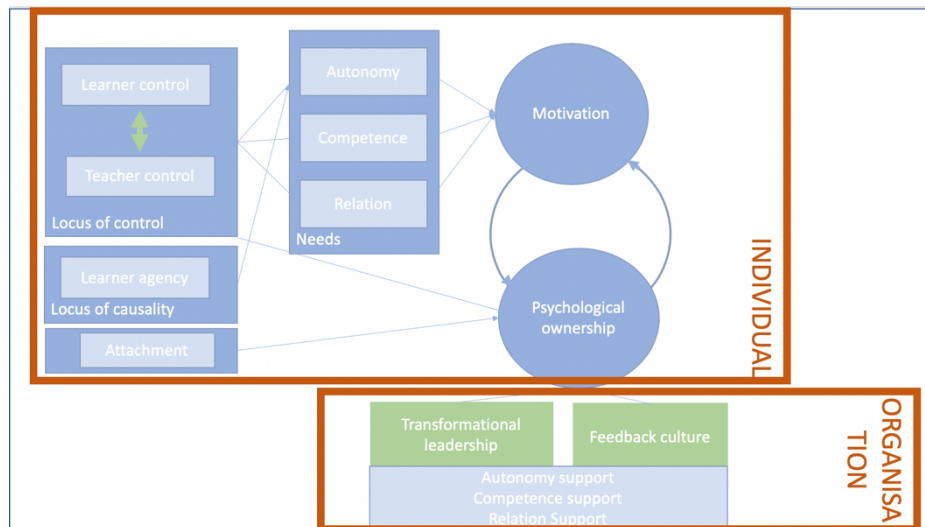 Learner control
Teacher control
Locus of control
Learner agency
Locus of causality
Attachment
Autonomy
Competence
Relation
Needs
Motivation
Psychological
ownership
INDIVIDUAL
Transformational
leadership
Feedback culture
Autonomy support
Competence support
Relation Support
ORGANISA
TION